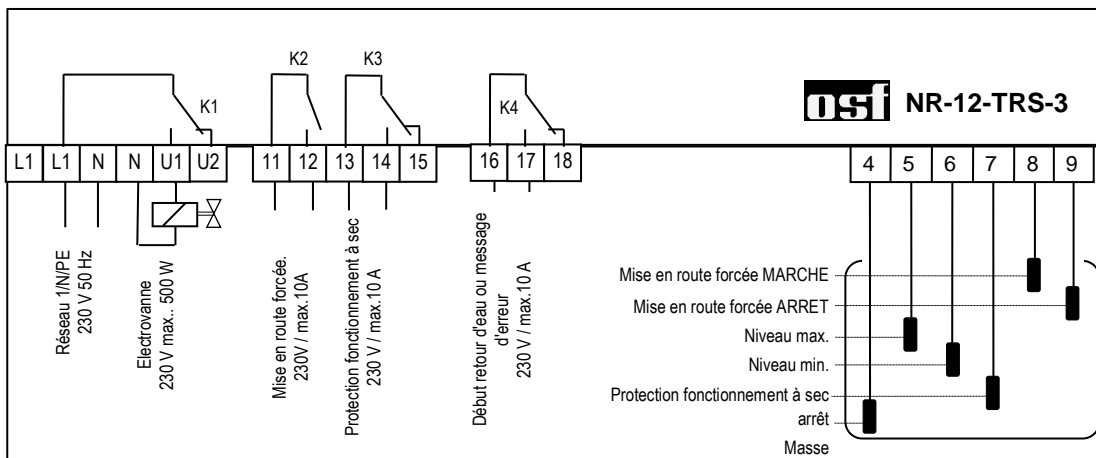 K2
K3
K4
K1
osf NR-12-TRS-3
L1 L1 N N U1 U2
11 12 13 14 15
16 17 18
4 5 6 7 8 9
Réseau 1/N/PE
230 V 50 Hz
Electrovanne
230 V max.. 500 W
Mise en route forcée.
230V / max.10A
Protection fonctionnement à sec
230 V / max.10 A
Début retour d'eau ou message
d'erreur
230 V / max.10 A
Mise en route forcée MARCHE
Mise en route forcée ARRET
Niveau max.
Niveau min.
Protection fonctionnement à sec
arrêt
Masse